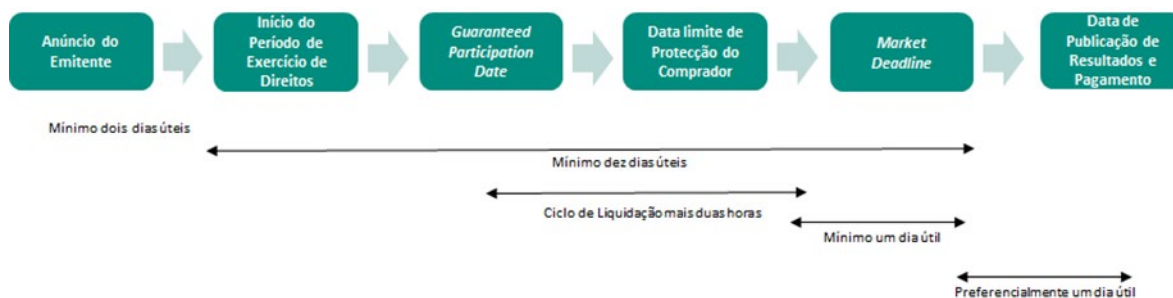 Anúncio do
Emitente
Início do
Período de
Exercício de
Direitos
Guaranteed
Participation
Date
Data limite de
Protecção do
Comprador
Market
Deadline
Data de
Publicação de
Resultados e
Pagamento
Mínimo dois dias úteis
Mínimo dez dias úteis
Ciclo de Liquidação mais duas horas
Mínimo um dia útil
Preferencialmente um dia útil